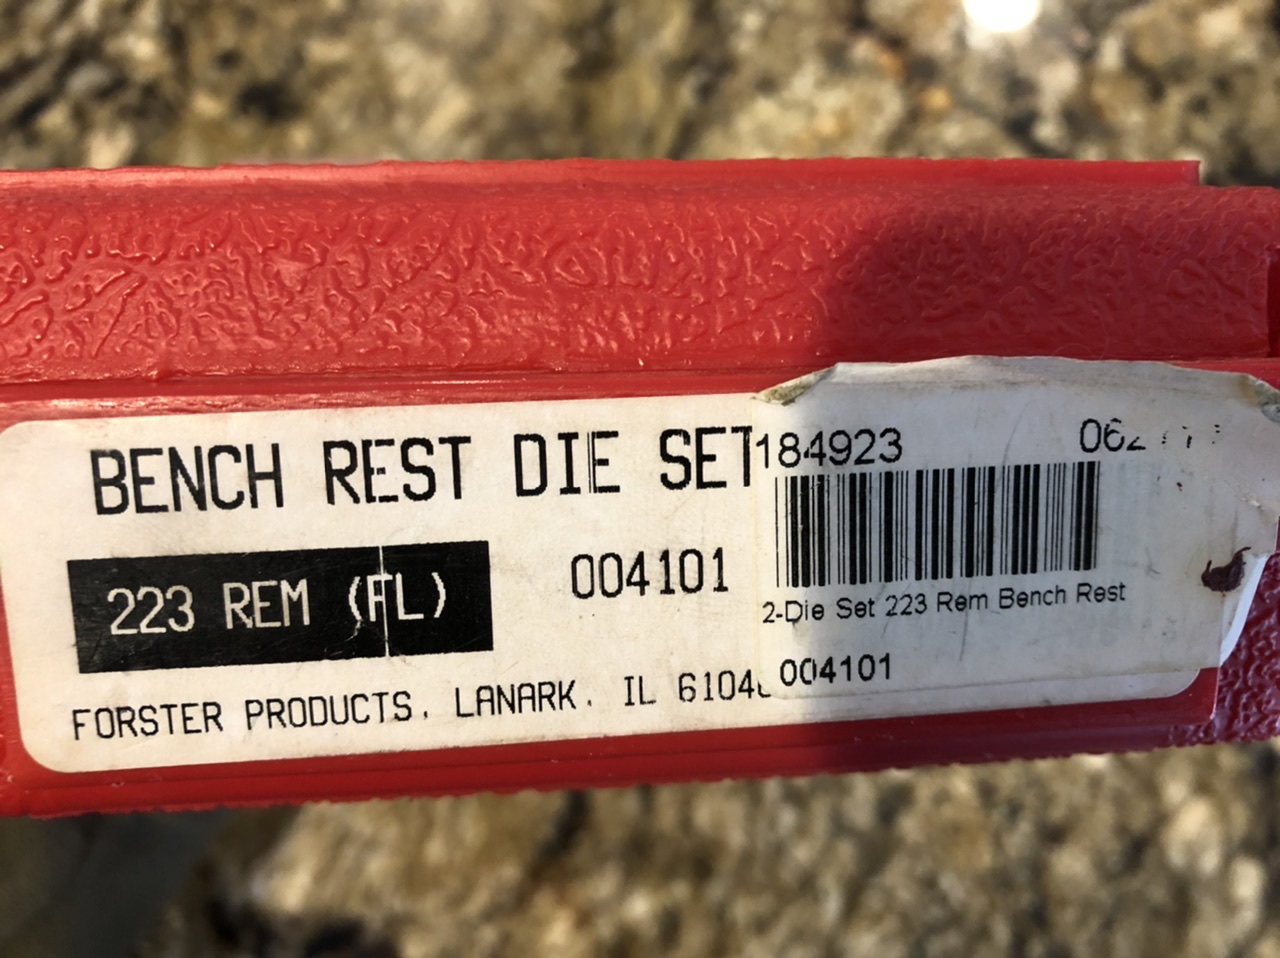 BENCH REST DIE SET
184923
223 REM (FL)
004101
2-Die Set 223 Rem Bench Rest
FORSTER PRODUCTS, LANARK, IL
004101